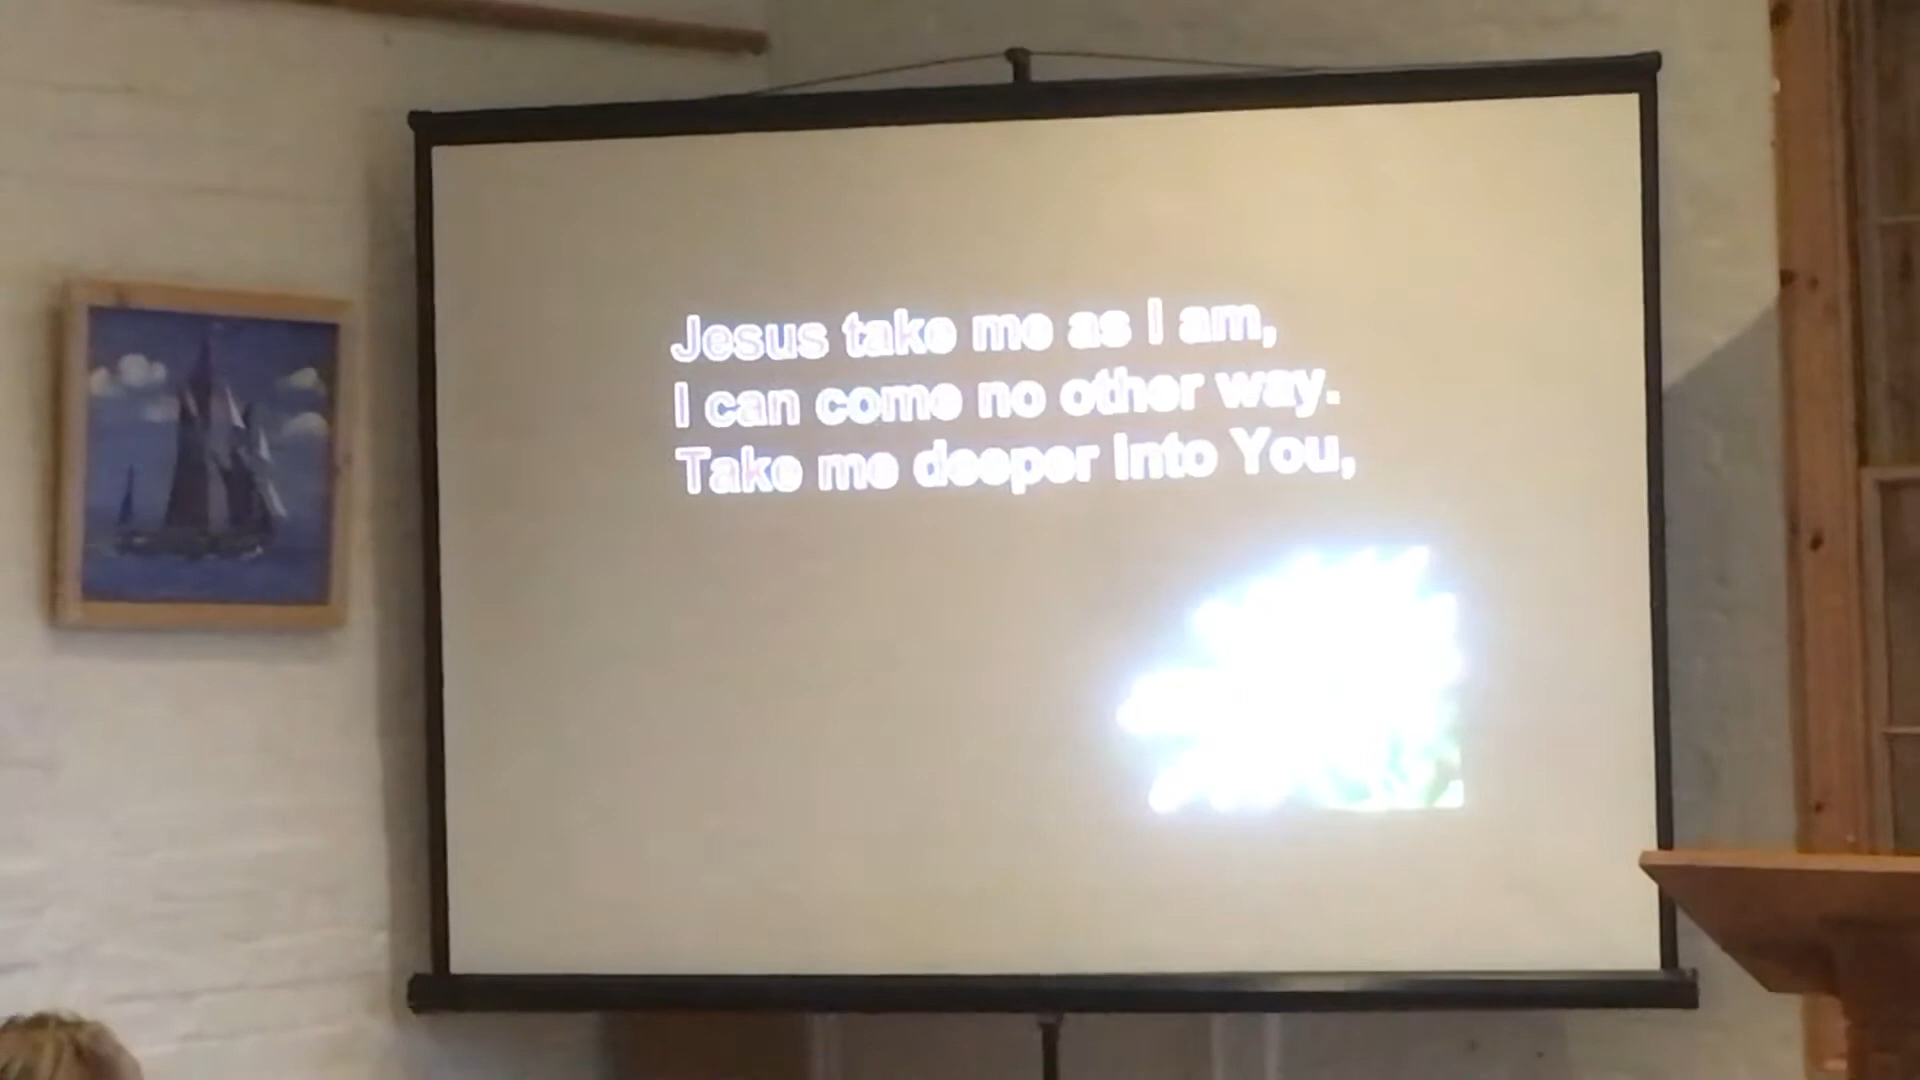 Jesus take me as I am,
I can come no other way.
Take me deeper into You,